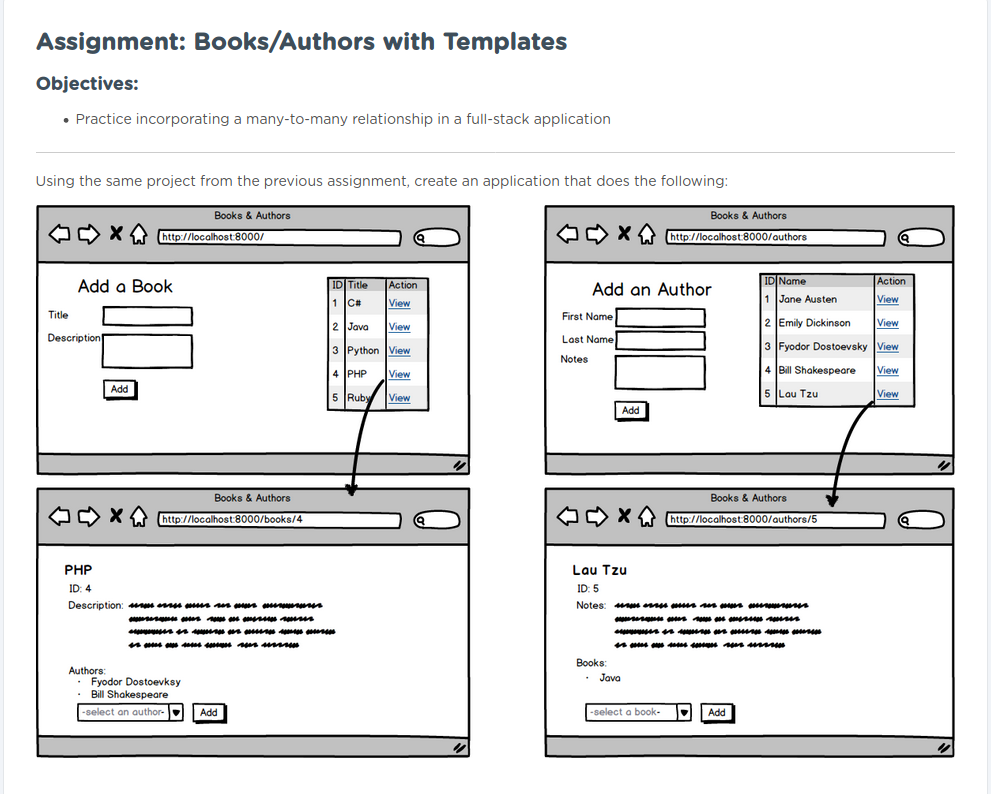 Assignment: Books/Authors with Templates
Objectives:
• Practice incorporating a many-to-many relationship in a full-stack application
Using the same project from the previous assignment, create an application that does the following:
Books & Authors
http://localhost:8000/
Add a Book
Title
Description
Add
ID Title Action
1 C# View
2 Java View
3 Python View
4 PHP View
5 Ruby View
Books & Authors
http://localhost:8000/authors
Add an Author
First Name
Last Name
Notes
Add
ID Name Action
1 Jane Austen View
2 Emily Dickinson View
3 Fyodor Dostoevsky View
4 Bill Shakespeare View
5 Lau Tzu View
Books & Authors
http://localhost:8000/books/4
PHP
ID: 4
Description:
Authors:
· Fyodor Dostoevksy
· Bill Shakespeare
-select an author- Add
Books & Authors
http://localhost:8000/authors/5
Lau Tzu
ID: 5
Notes:
Books:
· Java
-select a book- Add